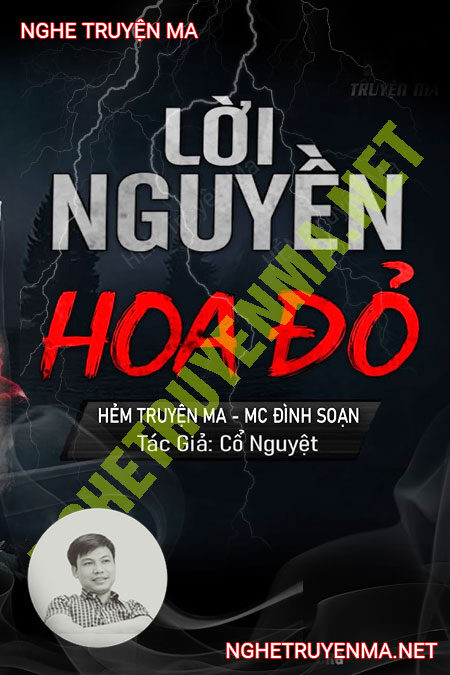 NGHE TRUYỆN MA
TRUYỆN MA
LỜI
NGUYỀN
HOA ĐỎ
NGHETRUYENMA.NET
HẺM TRUYỆN MA - MC ĐÌNH SOẠN
Tác Giả: Cổ Nguyệt
NGHETRUYENMA.NET